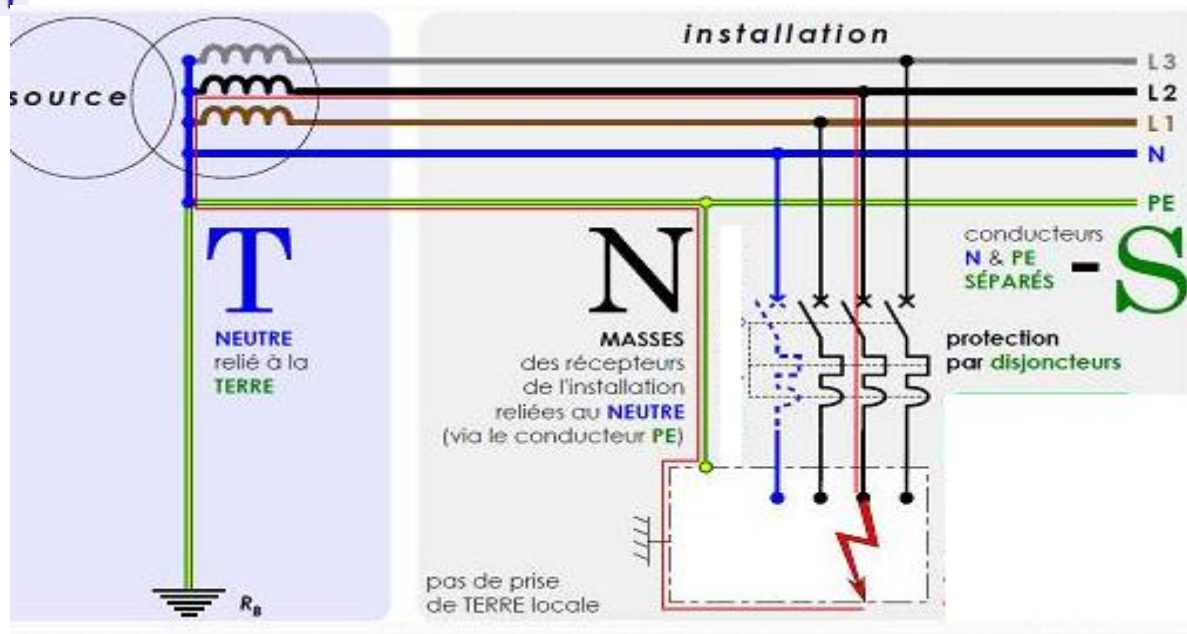 installation
source
L3
L2
L1
N
PE
T
NEUTRE
relié à la
TERRE
N
MASSES
des récepteurs
de l'installation
reliées au NEUTRE
(via le conducteur PE)
conducteurs
N & PE
SÉPARÉS
-S
protection
par disjoncteurs
pas de prise
de TERRE locale
RB